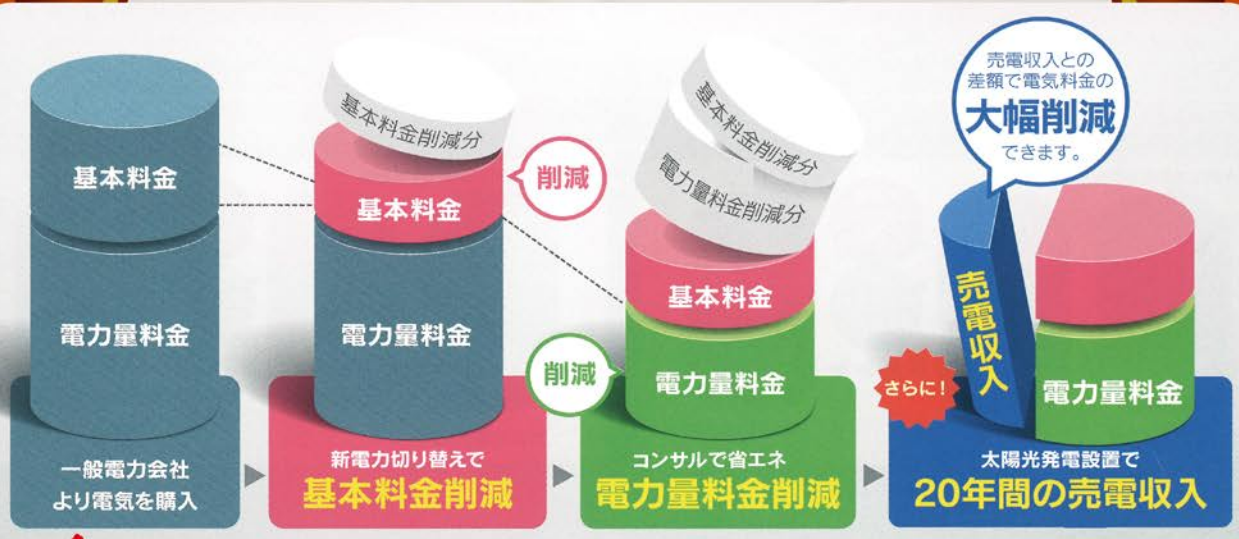 基本料金
電力量料金
一般電力会社
より電気を購入
基本料金削減分
削減
基本料金
電力量料金
新電力切り替えで
基本料金削減
基本料金削減分
電力量料金削減分
基本料金
削減
電力量料金
コンサルで省エネ
電力量料金削減
売電収入との
差額で電気料金の
大幅削減
できます。
売電収入
さらに!
電力量料金
太陽光発電設置で
20年間の売電収入